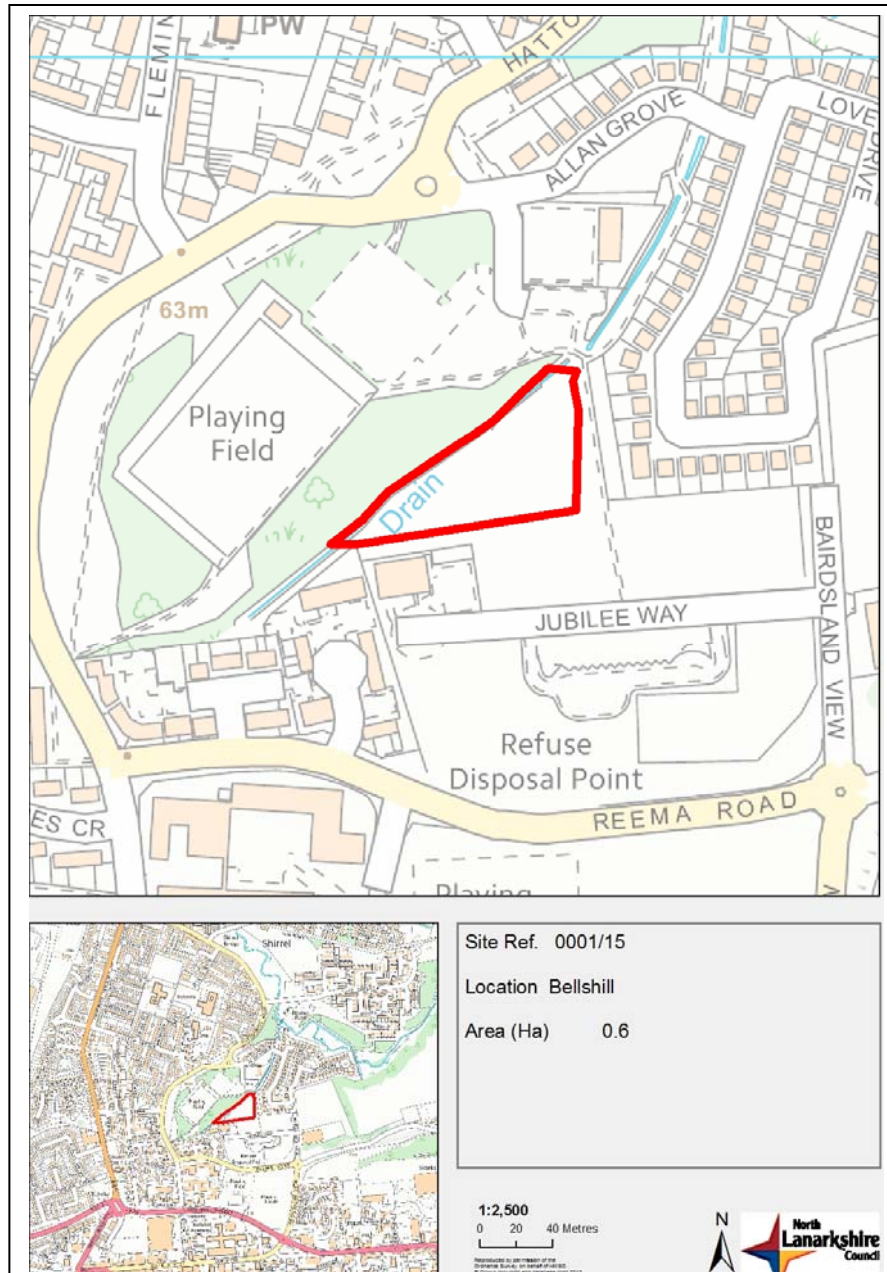 PW
FLEMIN
HATTO
ALLAN GROVE
LOVE DRIVE
63m
Playing
Field
Drain
JUBILEE WAY
BAIRDSLAND VIEW
Refuse
Disposal Point
REEMA ROAD
ES CR
Playing
Shirrel
Site Ref. 0001/15
Location Bellshill
Area (Ha) 0.6
1:2,500
0 20 40 Metres
N
North
Lanarkshire
Council